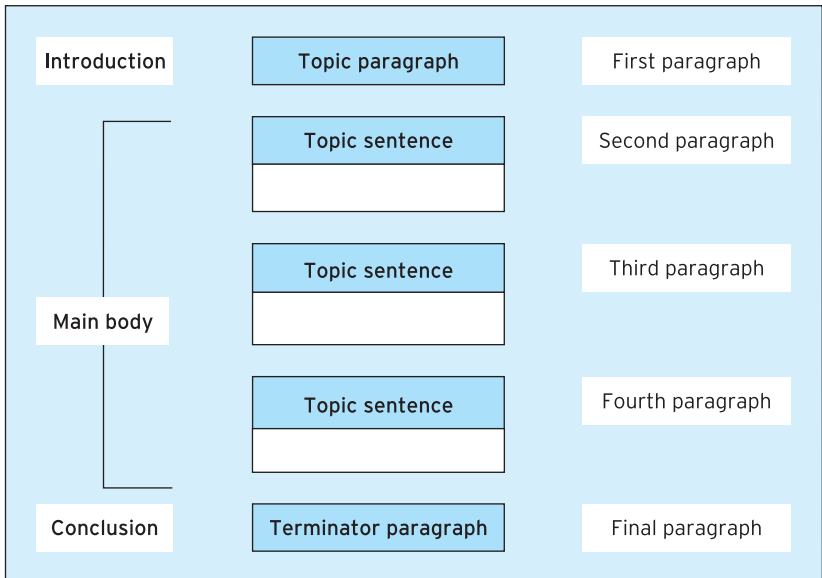 Introduction Topic paragraph First paragraph
Topic sentence Second paragraph
Topic sentence Third paragraph
Main body
Topic sentence Fourth paragraph
Conclusion Terminator paragraph Final paragraph